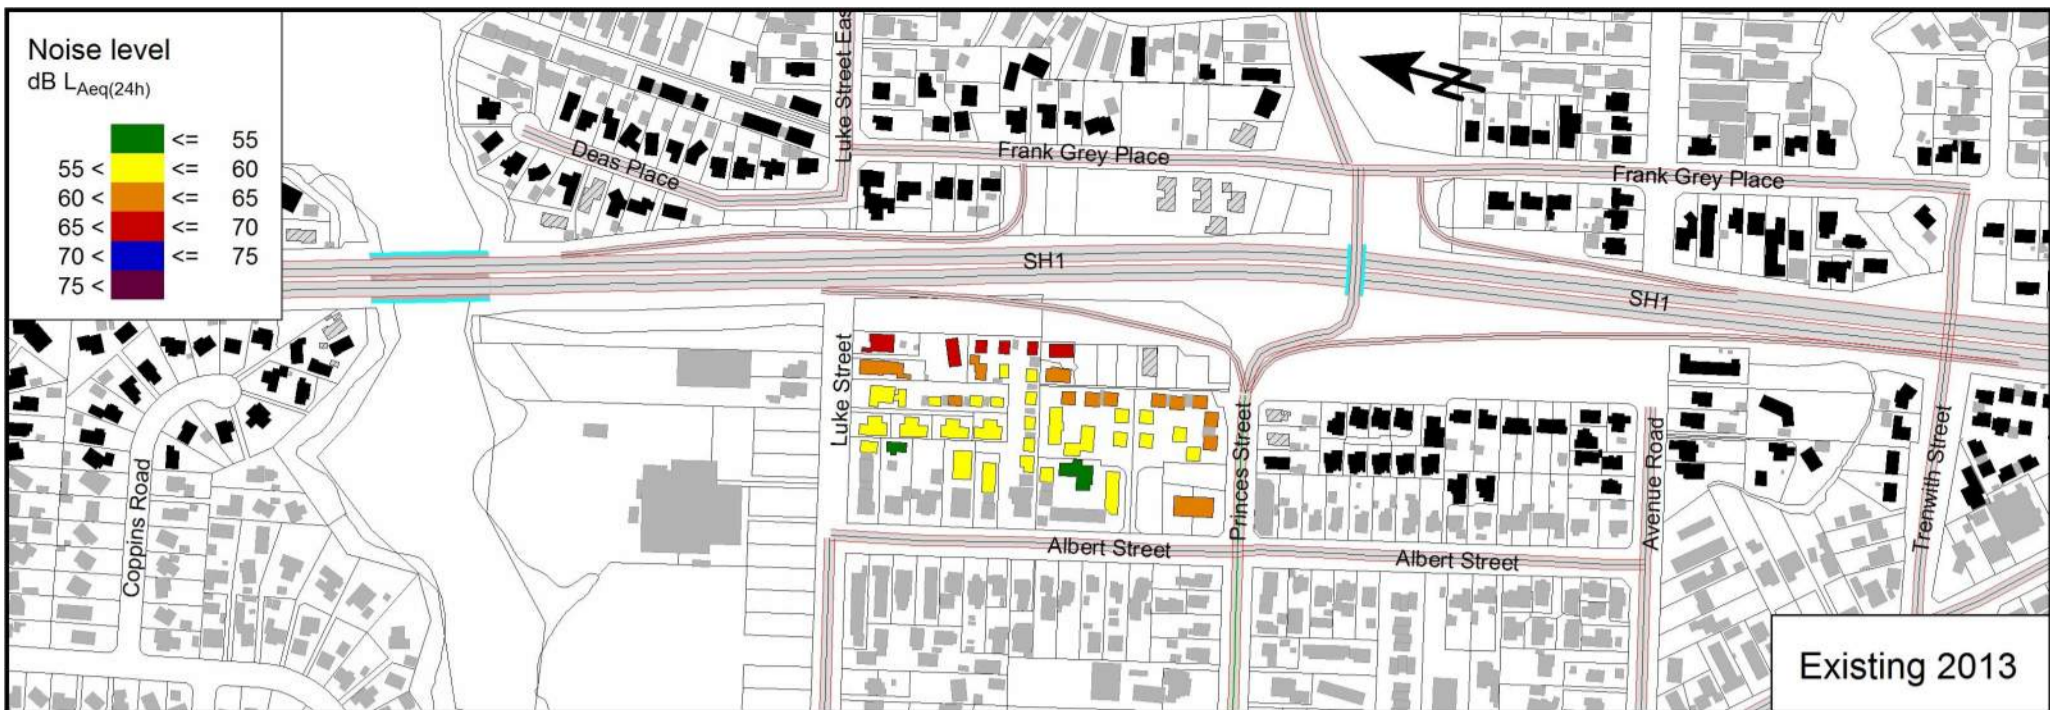 Noise level
dB LAeq(24h)
<= 55
55 < <= 60
60 < <= 65
65 < <= 70
70 < <= 75
75 <
Luke Street East
Deas Place
Frank Grey Place
Frank Grey Place
N
SH1
SH1
Luke Street
Princess Street
Coppins Road
Avenue Road
Trenwith Street
Albert Street
Albert Street
Existing 2013